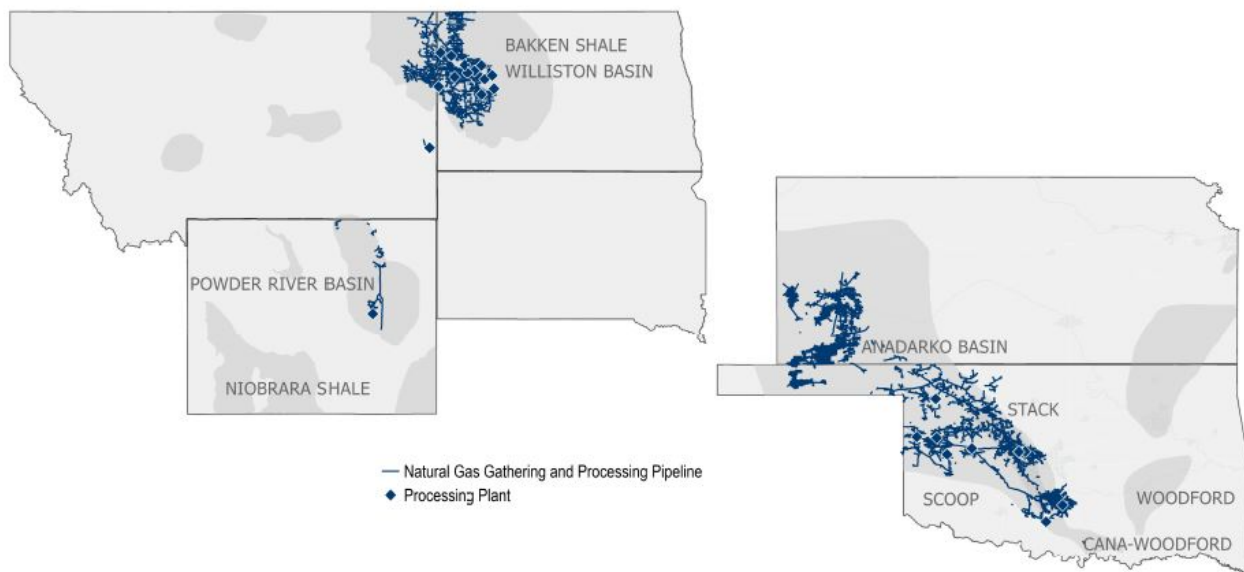 BAKKEN SHALE
WILLISTON BASIN
POWDER RIVER BASIN
NIOBRARA SHALE
ANADARKO BASIN
STACK
SCOOP
WOODFORD
CANA-WOODFORD
Natural Gas Gathering and Processing Pipeline
Processing Plant